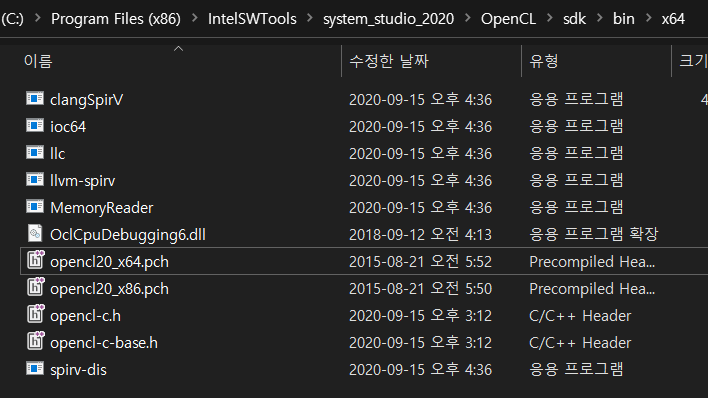 (C:) › Program Files (x86) › IntelSWTools › system_studio_2020 › OpenCL › sdk › bin › x64
이름 수정한 날짜 유형 크기
clangSpirV 2020-09-15 오후 4:36 응용 프로그램 4
ioc64 2020-09-15 오후 4:36 응용 프로그램
llc 2020-09-15 오후 4:36 응용 프로그램
llvm-spirv 2020-09-15 오후 4:36 응용 프로그램
MemoryReader 2020-09-15 오후 4:36 응용 프로그램
OclCpuDebugging6.dll 2018-09-12 오전 4:13 응용 프로그램 확장
opencl20_x64.pch 2015-08-21 오전 5:52 Precompiled Hea...
opencl20_x86.pch 2015-08-21 오전 5:50 Precompiled Hea...
opencl-c.h 2020-09-15 오후 3:12 C/C++ Header
opencl-c-base.h 2020-09-15 오후 3:12 C/C++ Header
spirv-dis 2020-09-15 오후 4:36 응용 프로그램